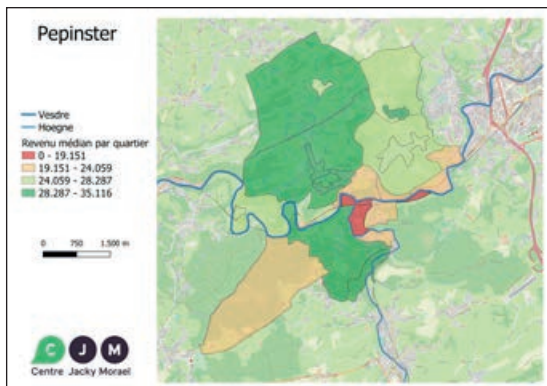 Pepinster
Vesdre
Hoegne
Revenu médian par quartier
0 - 19.151
19.151 - 24.059
24.059 - 28.287
28.287 - 35.116
0 750 1.500 m
C J M
Centre Jacky Morael